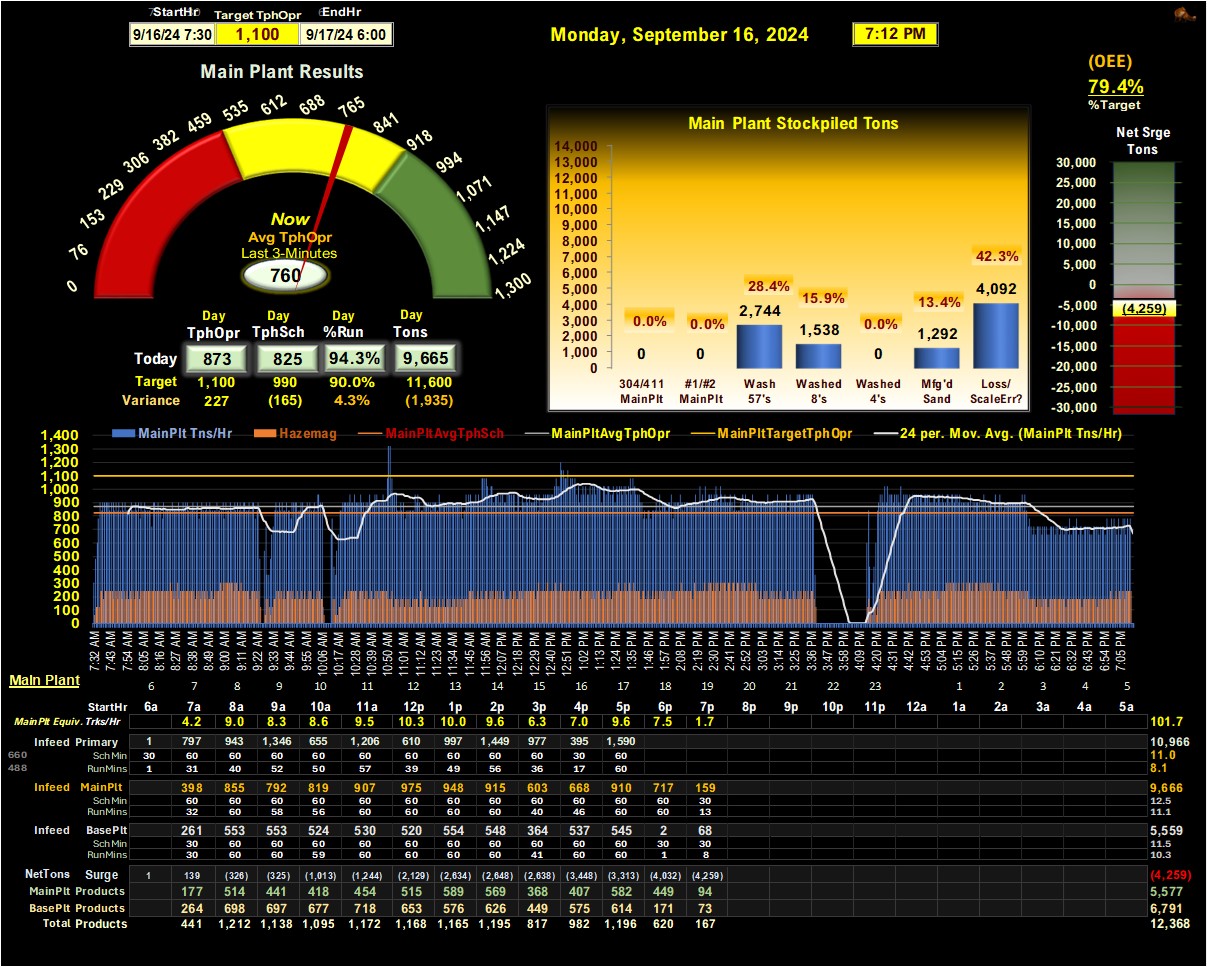 StartHr Target TphOpr EndHr
9/16/24 7:30 1,100 9/17/24 6:00
Monday, September 16, 2024 7:12 PM
(OEE)
79.4%
%Target
Main Plant Results
0 76 153 229 306 382 459 535 612 688 765 841 918 994 1,071 1,147 1,224 1,300
Now
Avg TphOpr
Last 3-Minutes
760
Day Day Day Day
TphOpr TphSch %Run Tons
Today 873 825 94.3% 9,665
Target 1,100 990 90.0% 11,600
Variance 227 (165) 4.3% (1,935)
Main Plant Stockpiled Tons
14,000
13,000
12,000
11,000
10,000
9,000
8,000
7,000
6,000
5,000
4,000
3,000
2,000
1,000
0
0.0% 0.0% 28.4% 15.9% 0.0% 13.4% 42.3%
0 0 2,744 1,538 0 1,292 4,092
304/411 #1/#2 Wash Washed Washed Mfg'd Loss/
MainPlt MainPlt 57's 8's 4's Sand ScaleErr?
Net Srge
Tons
30,000
25,000
20,000
15,000
10,000
5,000
0
-5,000
-10,000
-15,000
-20,000
-25,000
-30,000
(4,259)
MainPlt Tns/Hr Hazemag MainPltAvgTphSch MainPltAvgTphOpr MainPltTargetTphOpr 24 per. Mov. Avg. (MainPlt Tns/Hr)
1,400
1,300
1,200
1,100
1,000
900
800
700
600
500
400
300
200
100
0
7:32 AM 7:43 AM 7:54 AM 8:05 AM 8:16 AM 8:27 AM 8:38 AM 8:49 AM 9:00 AM 9:11 AM 9:22 AM 9:33 AM 9:44 AM 9:55 AM 10:06 AM 10:17 AM 10:28 AM 10:39 AM 10:50 AM 11:01 AM 11:12 AM 11:23 AM 11:34 AM 11:45 AM 11:56 AM 12:07 PM 12:18 PM 12:29 PM 12:40 PM 12:51 PM 1:02 PM 1:13 PM 1:24 PM 1:35 PM 1:46 PM 1:57 PM 2:08 PM 2:19 PM 2:30 PM 2:41 PM 2:52 PM 3:03 PM 3:14 PM 3:25 PM 3:36 PM 3:47 PM 3:58 PM 4:09 PM 4:20 PM 4:31 PM 4:42 PM 4:53 PM 5:04 PM 5:15 PM 5:26 PM 5:37 PM 5:48 PM 5:59 PM 6:10 PM 6:21 PM 6:32 PM 6:43 PM 6:54 PM 7:05 PM
Main Plant 6 7 8 9 10 11 12 13 14 15 16 17 18 19 20 21 22 23 1 2 3 4 5
StartHr 6a 7a 8a 9a 10a 11a 12p 1p 2p 3p 4p 5p 6p 7p 8p 9p 10p 11p 12a 1a 2a 3a 4a 5a
MainPlt Equiv. Trks/Hr 4.2 9.0 8.3 8.6 9.5 10.3 10.0 9.6 6.3 7.0 9.6 7.5 1.7 101.7
Infeed Primary 1 797 943 1,346 655 1,206 610 997 1,449 977 395 1,590 10,966
660 Sch Min 30 60 60 60 60 60 60 60 60 60 30 60 11.0
488 RunMins 1 31 40 52 50 57 39 49 56 36 17 60 8.1
Infeed MainPlt 398 855 792 819 907 975 948 915 603 668 910 717 159 9,666
Sch Min 60 60 60 60 60 60 60 60 60 60 60 60 30 12.5
RunMins 32 60 58 56 60 60 60 60 40 46 60 60 13 11.1
Infeed BasePlt 261 553 553 524 530 520 554 548 364 537 545 2 68 5,559
Sch Min 30 60 60 60 60 60 60 60 60 60 60 30 30 11.5
RunMins 30 60 60 59 60 60 60 60 41 60 60 1 8 10.3
NetTons Surge 1 139 (326) (325) (1,013) (1,244) (2,129) (2,634) (2,648) (2,638) (3,448) (3,313) (4,032) (4,259) (4,259)
MainPlt Products 177 514 441 418 454 515 589 569 368 407 582 449 94 5,577
BasePlt Products 264 698 697 677 718 653 576 626 449 575 614 171 73 6,791
Total Products 441 1,212 1,138 1,095 1,172 1,168 1,165 1,195 817 982 1,196 620 167 12,368